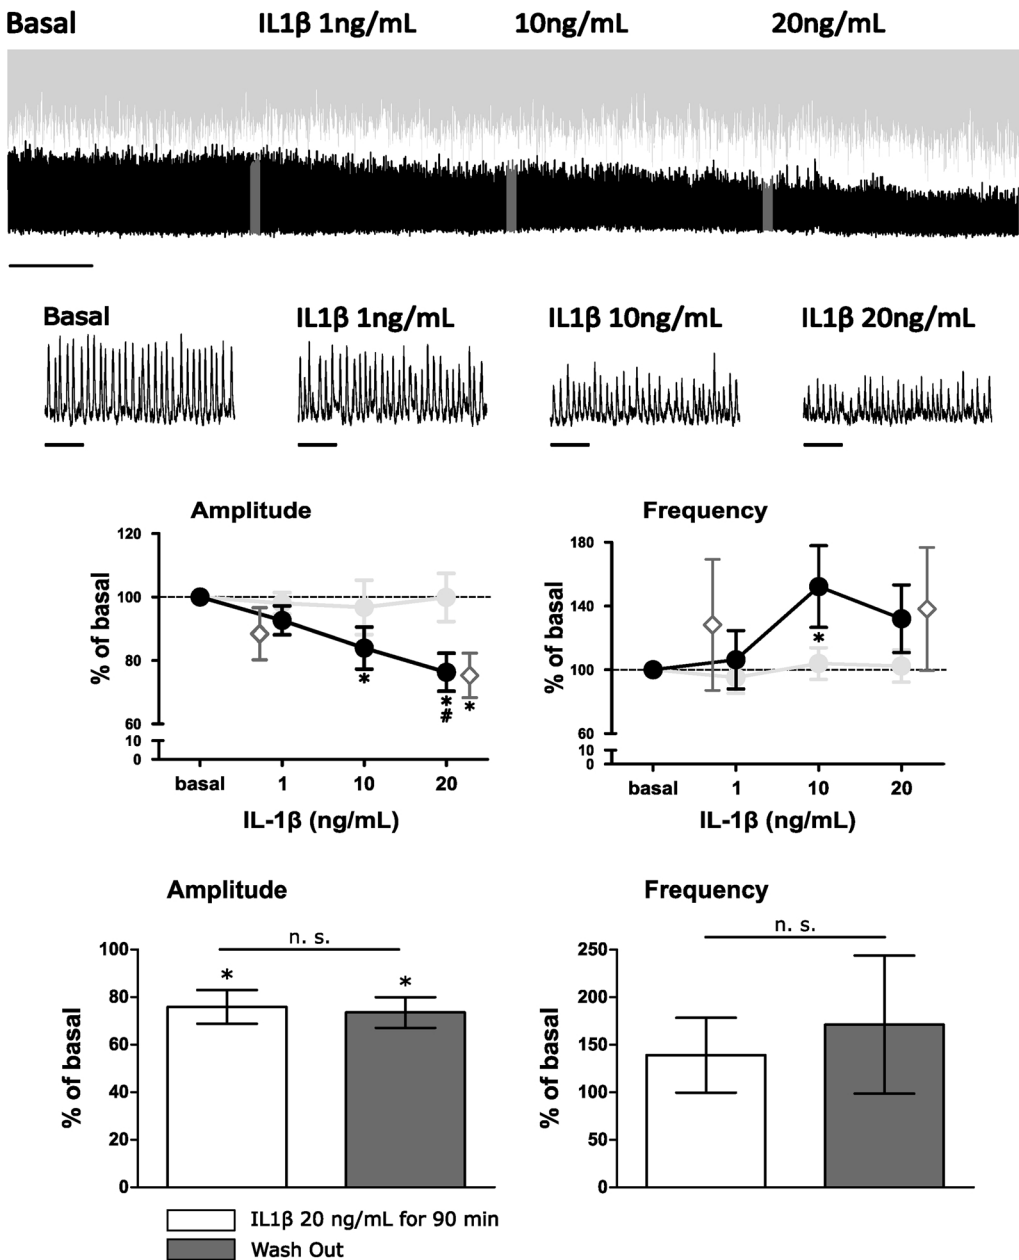 Basal IL1β 1ng/mL 10ng/mL 20ng/mL
Basal IL1β 1ng/mL IL1β 10ng/mL IL1β 20ng/mL
Amplitude
% of basal
120
100
80
60
10
0
* * # *
basal 1 10 20
IL-1β (ng/mL)
Frequency
% of basal
180
140
100
60
10
0
*
basal 1 10 20
IL-1β (ng/mL)
Amplitude
% of basal
100
80
60
40
20
0
n. s.
* *
Frequency
% of basal
250
200
150
100
50
0
n. s.
IL1β 20 ng/mL for 90 min
Wash Out